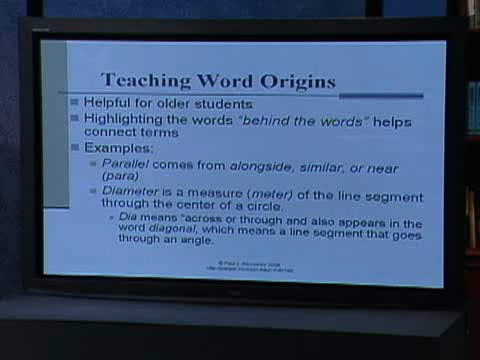 Teaching Word Origins
Helpful for older students
Highlighting the words "behind the words" helps
connect terms
Examples:
Parallel comes from alongside, similar, or near
(para)
Diameter is a measure (meter) of the line segment
through the center of a circle.
Dia means "across or through and also appears in the
word diagonal, which means a line segment that goes
through an angle.
© Paul J. 2006